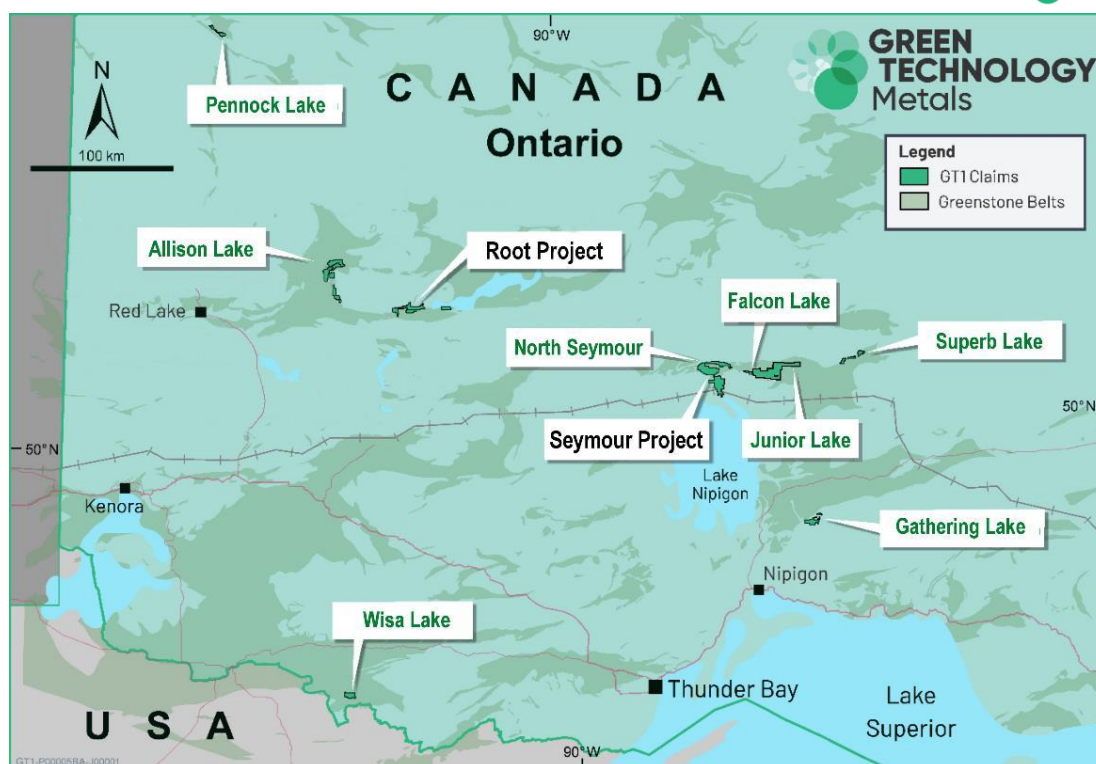 90°W
GREEN
TECHNOLOGY
Metals
N
C A N A D A
Pennock Lake
Ontario
100 km
Legend
GT1 Claims
Greenstone Belts
Allison Lake
Root Project
Red Lake
Falcon Lake
North Seymour
Superb Lake
50°N
Seymour Project
Junior Lake
50°N
Lake
Nipigon
Kenora
Gathering Lake
Nipigon
Wisa Lake
Thunder Bay
Lake
Superior
U S A
90°W